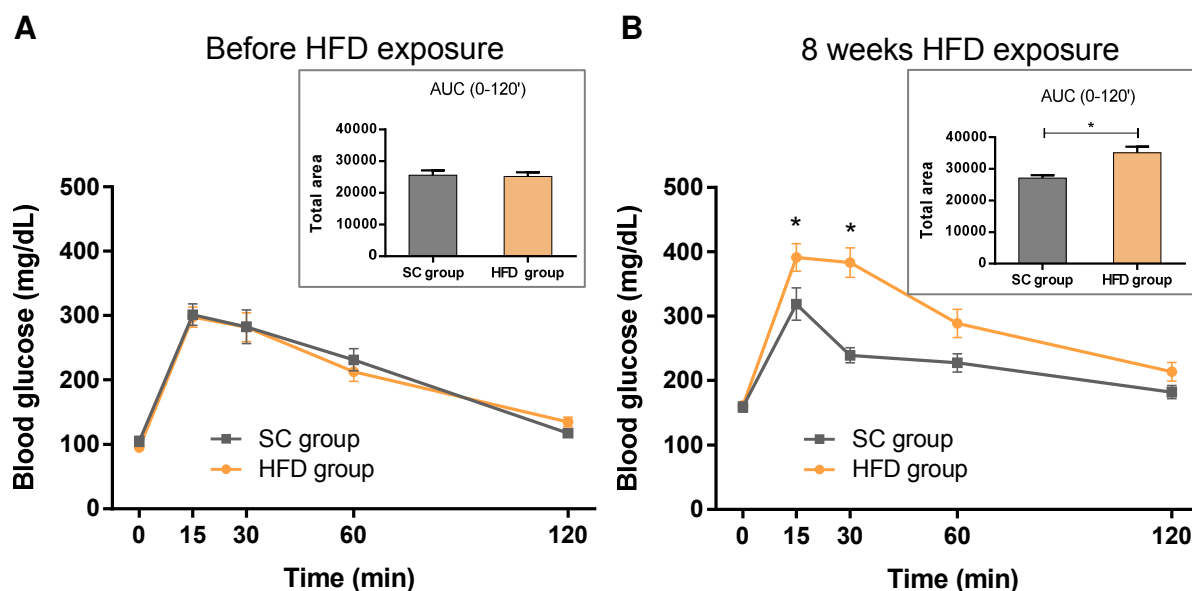 A
Before HFD exposure
AUC (0-120')
Total area
40000
30000
20000
10000
0
SC group
HFD group
Blood glucose (mg/dL)
500
400
300
200
100
0
SC group
HFD group
0 15 30 60 120
Time (min)
B
8 weeks HFD exposure
AUC (0-120')
Total area
40000
30000
20000
10000
0
*
SC group
HFD group
Blood glucose (mg/dL)
500
400
300
200
100
0
* *
SC group
HFD group
0 15 30 60 120
Time (min)